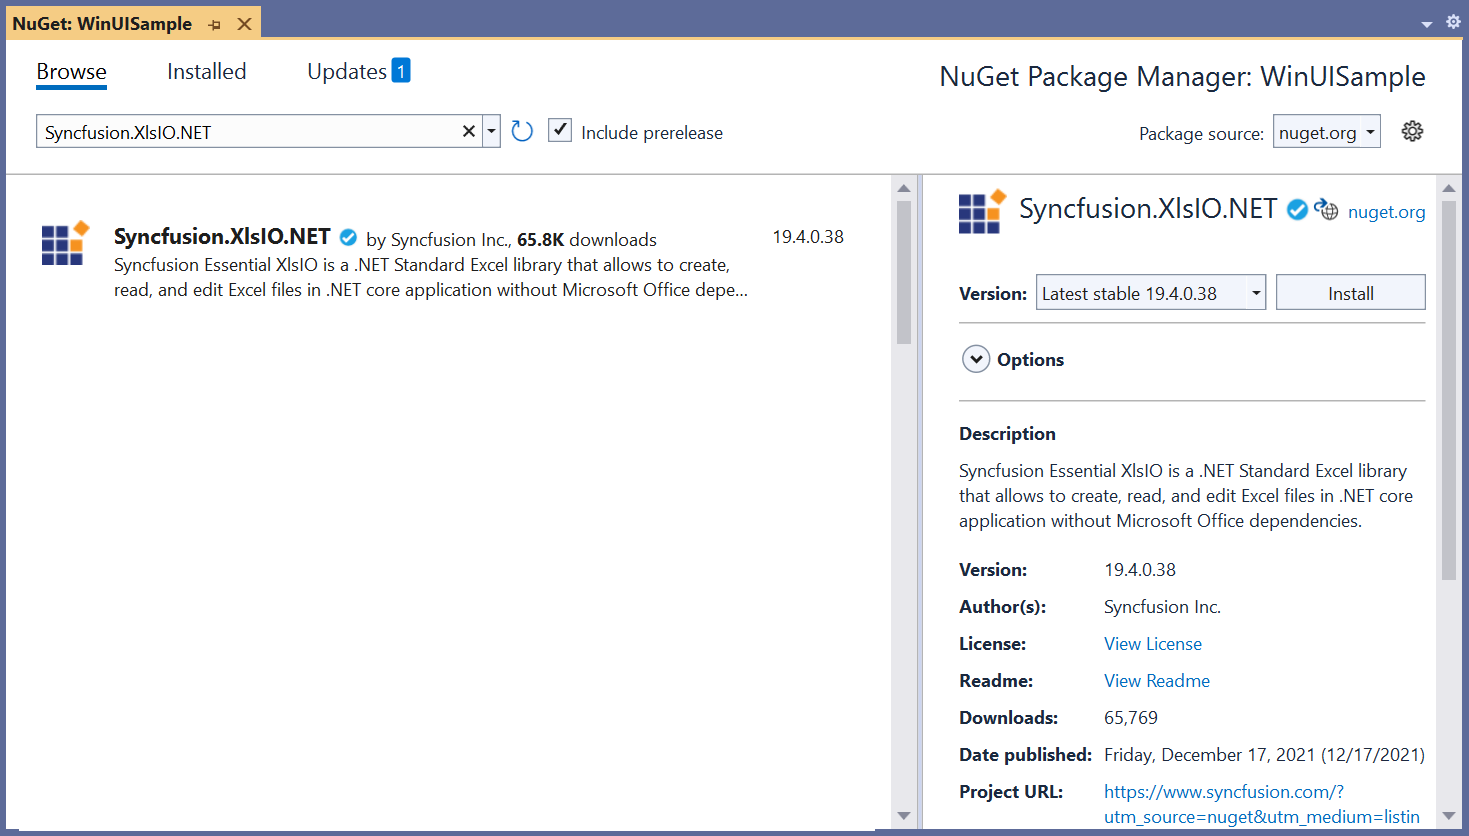 NuGet: WinUISample
Browse Installed Updates 1
NuGet Package Manager: WinUISample
Syncfusion.XlsIO.NET
Include prerelease
Package source: nuget.org
Syncfusion.XlsIO.NET by Syncfusion Inc., 65.8K downloads 19.4.0.38
Syncfusion Essential XlsIO is a .NET Standard Excel library that allows to create,
read, and edit Excel files in .NET core application without Microsoft Office depe...
Syncfusion.XlsIO.NET nuget.org
Version: Latest stable 19.4.0.38 Install
Options
Description
Syncfusion Essential XlsIO is a .NET Standard Excel library
that allows to create, read, and edit Excel files in .NET core
application without Microsoft Office dependencies.
Version: 19.4.0.38
Author(s): Syncfusion Inc.
License: View License
Readme: View Readme
Downloads: 65,769
Date published: Friday, December 17, 2021 (12/17/2021)
Project URL: https://www.syncfusion.com/?
utm_source=nuget&utm_medium=listin